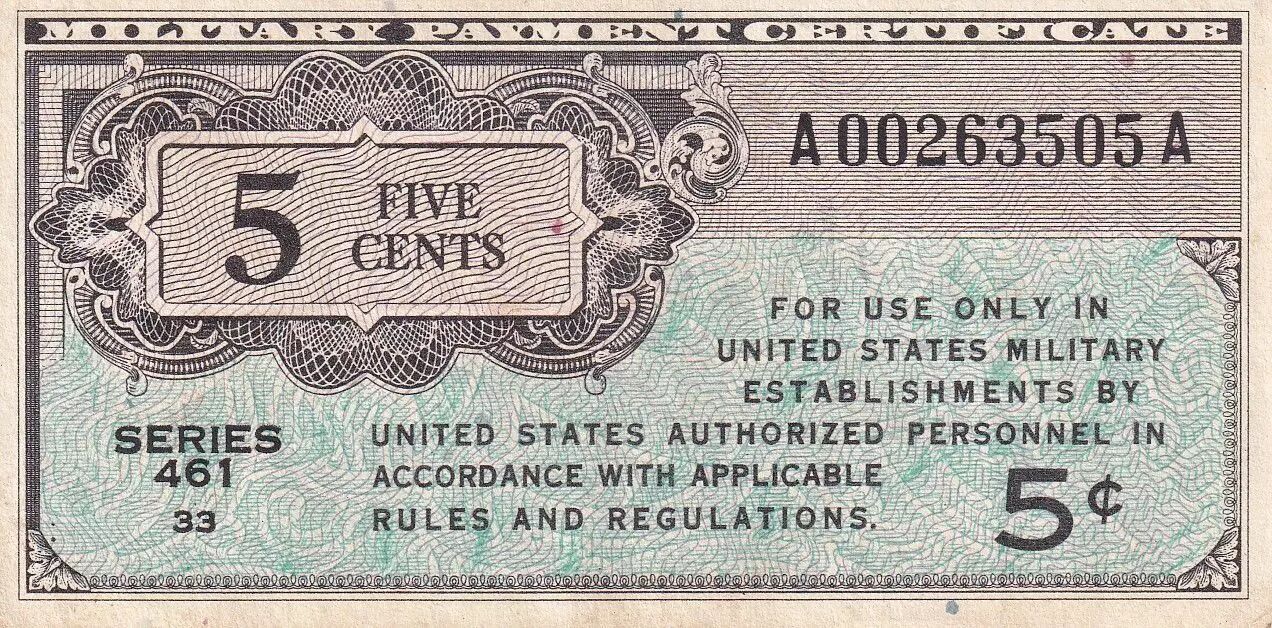 MILITARY PAYMENT CERTIFICATE
A00263505A
5 FIVE
CENTS
FOR USE ONLY IN
UNITED STATES MILITARY
ESTABLISHMENTS BY
UNITED STATES AUTHORIZED PERSONNEL IN
ACCORDANCE WITH APPLICABLE
RULES AND REGULATIONS.
SERIES
461
33
5¢